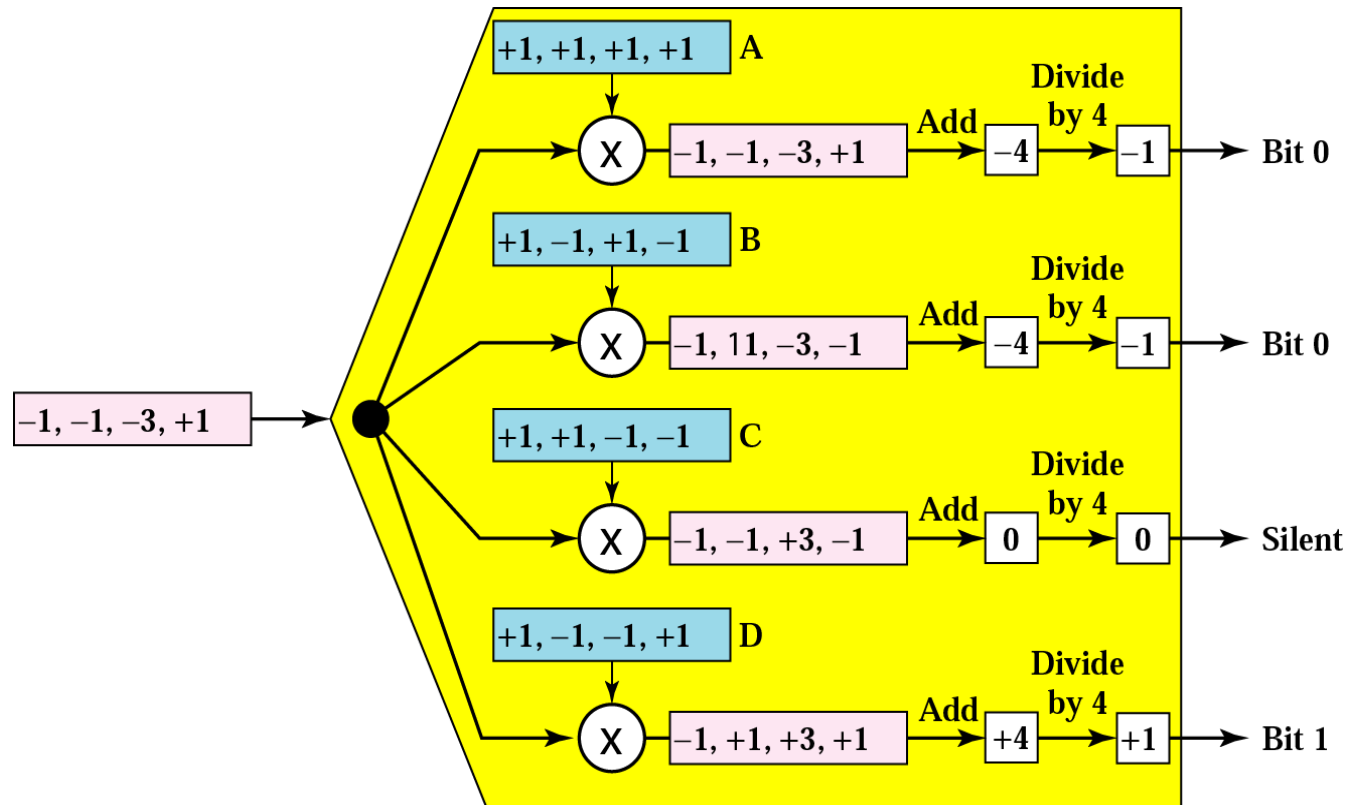 +1, +1, +1, +1 A
Divide
by 4
Add
X
−1, −1, −3, +1
−4
−1
Bit 0
+1, −1, +1, −1 B
Divide
by 4
Add
X
−1, 11, −3, −1
−4
−1
Bit 0
−1, −1, −3, +1
+1, +1, −1, −1 C
Divide
by 4
Add
X
−1, −1, +3, −1
0
0
Silent
+1, −1, −1, +1 D
Divide
by 4
Add
X
−1, +1, +3, +1
+4
+1
Bit 1